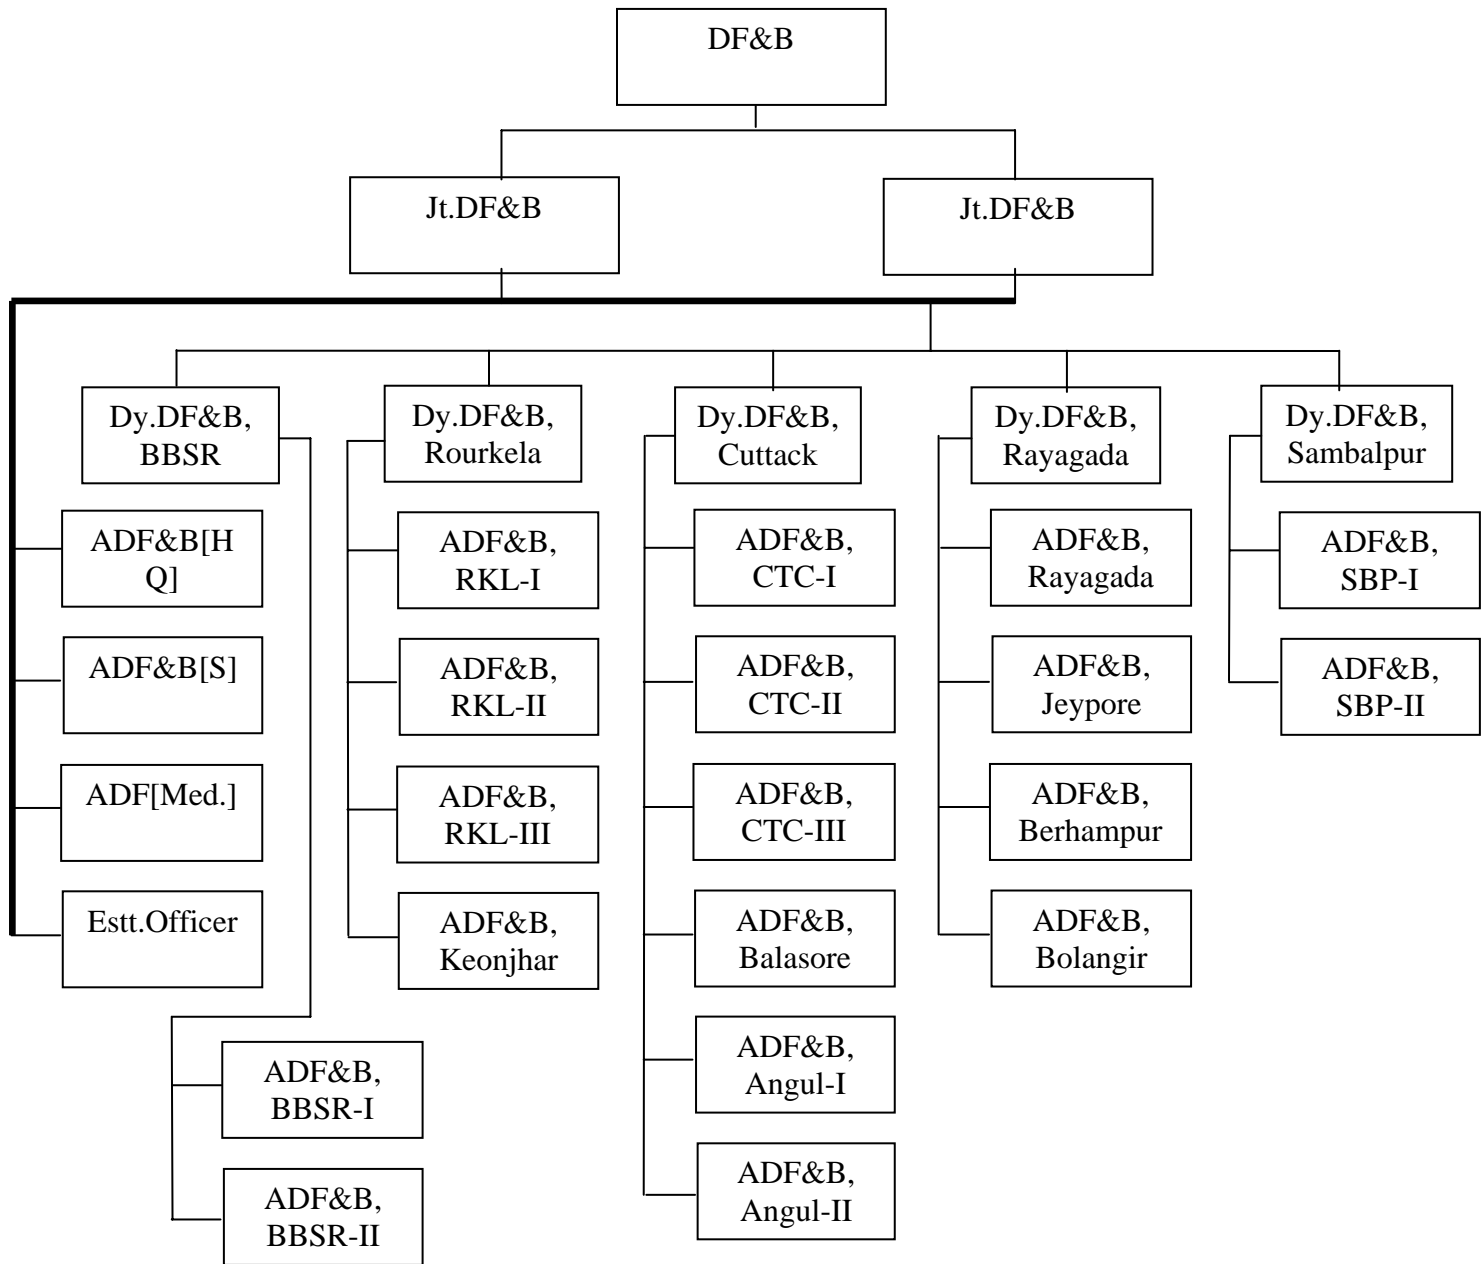 DF&B
Jt.DF&B
Jt.DF&B
Dy.DF&B,
BBSR
Dy.DF&B,
Rourkela
Dy.DF&B,
Cuttack
Dy.DF&B,
Rayagada
Dy.DF&B,
Sambalpur
ADF&B[H
Q]
ADF&B,
RKL-I
ADF&B,
CTC-I
ADF&B,
Rayagada
ADF&B,
SBP-I
ADF&B[S]
ADF&B,
RKL-II
ADF&B,
CTC-II
ADF&B,
Jeypore
ADF&B,
SBP-II
ADF[Med.]
ADF&B,
RKL-III
ADF&B,
CTC-III
ADF&B,
Berhampur
Estt.Officer
ADF&B,
Keonjhar
ADF&B,
Balasore
ADF&B,
Bolangir
ADF&B,
BBSR-I
ADF&B,
Angul-I
ADF&B,
BBSR-II
ADF&B,
Angul-II